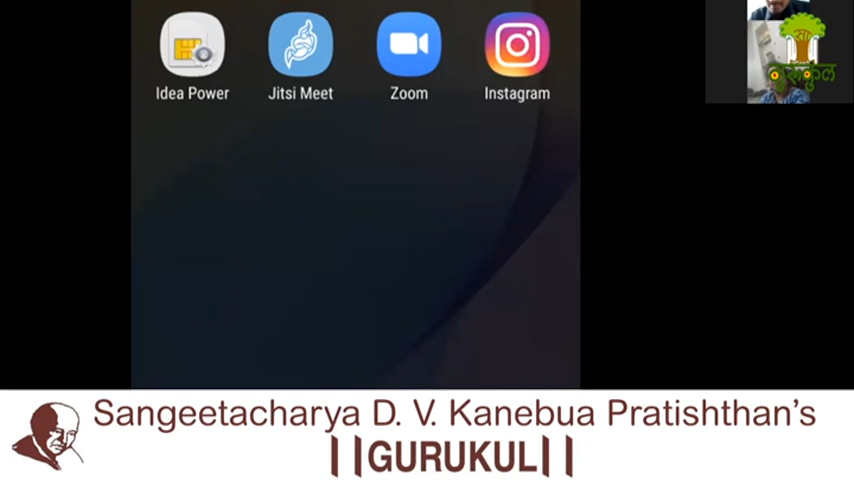 Idea Power
Jitsi Meet
Zoom
Instagram
गुरुकुल
Sangeetacharya D. V. Kanebua Pratishthan's
||GURUKUL||